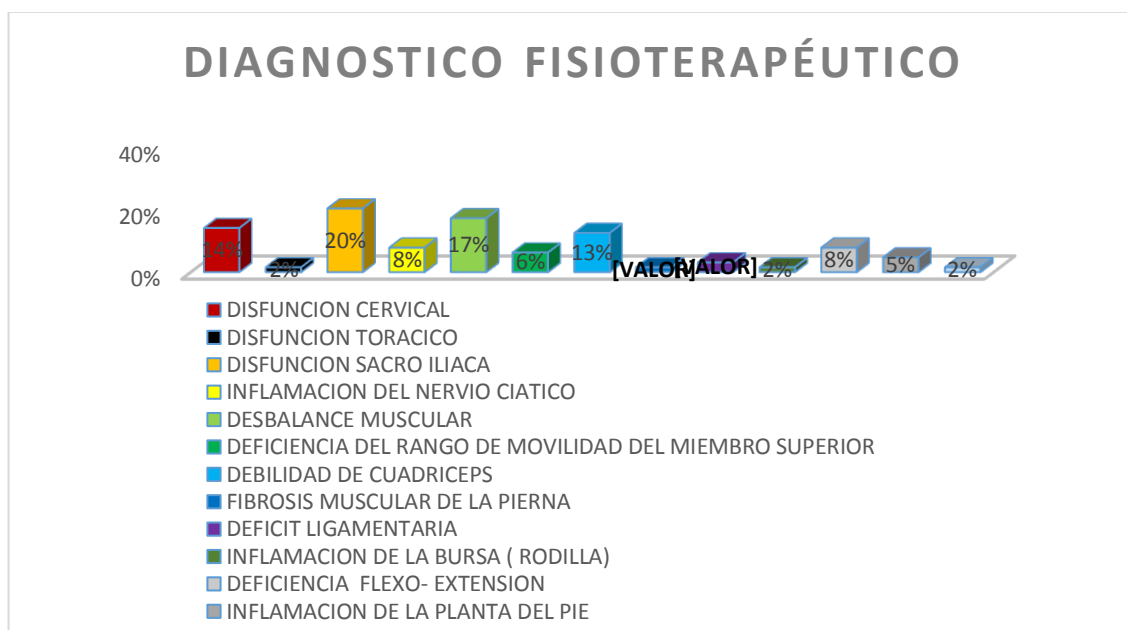 DIAGNOSTICO FISIOTERAPÉUTICO
40%
20%
0%
14%
2%
20%
8%
17%
6%
13%
[VALOR]
[VALOR]
2%
8%
5%
2%
DISFUNCION CERVICAL
DISFUNCION TORACICO
DISFUNCION SACRO ILIACA
INFLAMACION DEL NERVIO CIATICO
DESBALANCE MUSCULAR
DEFICIENCIA DEL RANGO DE MOVILIDAD DEL MIEMBRO SUPERIOR
DEBILIDAD DE CUADRICEPS
FIBROSIS MUSCULAR DE LA PIERNA
DEFICIT LIGAMENTARIA
INFLAMACION DE LA BURSA ( RODILLA)
DEFICIENCIA  FLEXO- EXTENSION
INFLAMACION DE LA PLANTA DEL PIE